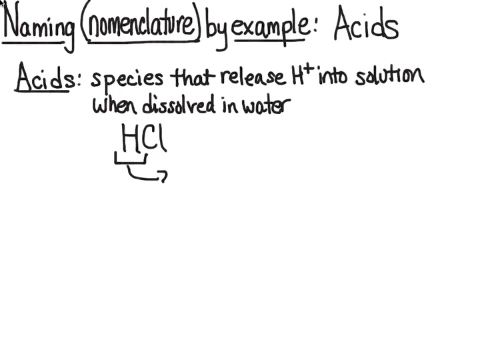 Naming (nomenclature) by example: Acids
Acids: species that release H⁺ into solution
when dissolved in water
HCl